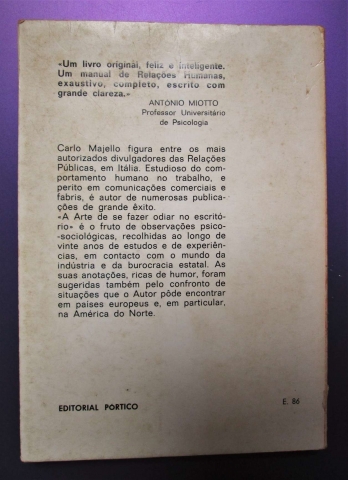 «Um livro original, feliz e inteligente.
Um manual de Relações Humanas,
exaustivo, completo, escrito com
grande clareza.»
ANTONIO MIOTTO
Professor Universitário
de Psicologia
Carlo Majello figura entre os mais
autorizados divulgadores das Relações
Públicas, em Itália. Estudioso do com-
portamento humano no trabalho, e
perito em comunicações comerciais e
fabris, é autor de numerosas publica-
ções de grande êxito.
«A Arte de se fazer odiar no escritó-
rio» é o fruto de observações psico-
-sociológicas, recolhidas ao longo de
vinte anos de estudos e de experiên-
cias, em contacto com o mundo da
indústria e da burocracia estatal. As
suas anotações, ricas de humor, foram
sugeridas também pelo confronto de
situações que o Autor pôde encontrar
em países europeus e, em particular,
na América do Norte.
EDITORIAL PÓRTICO
E. 86